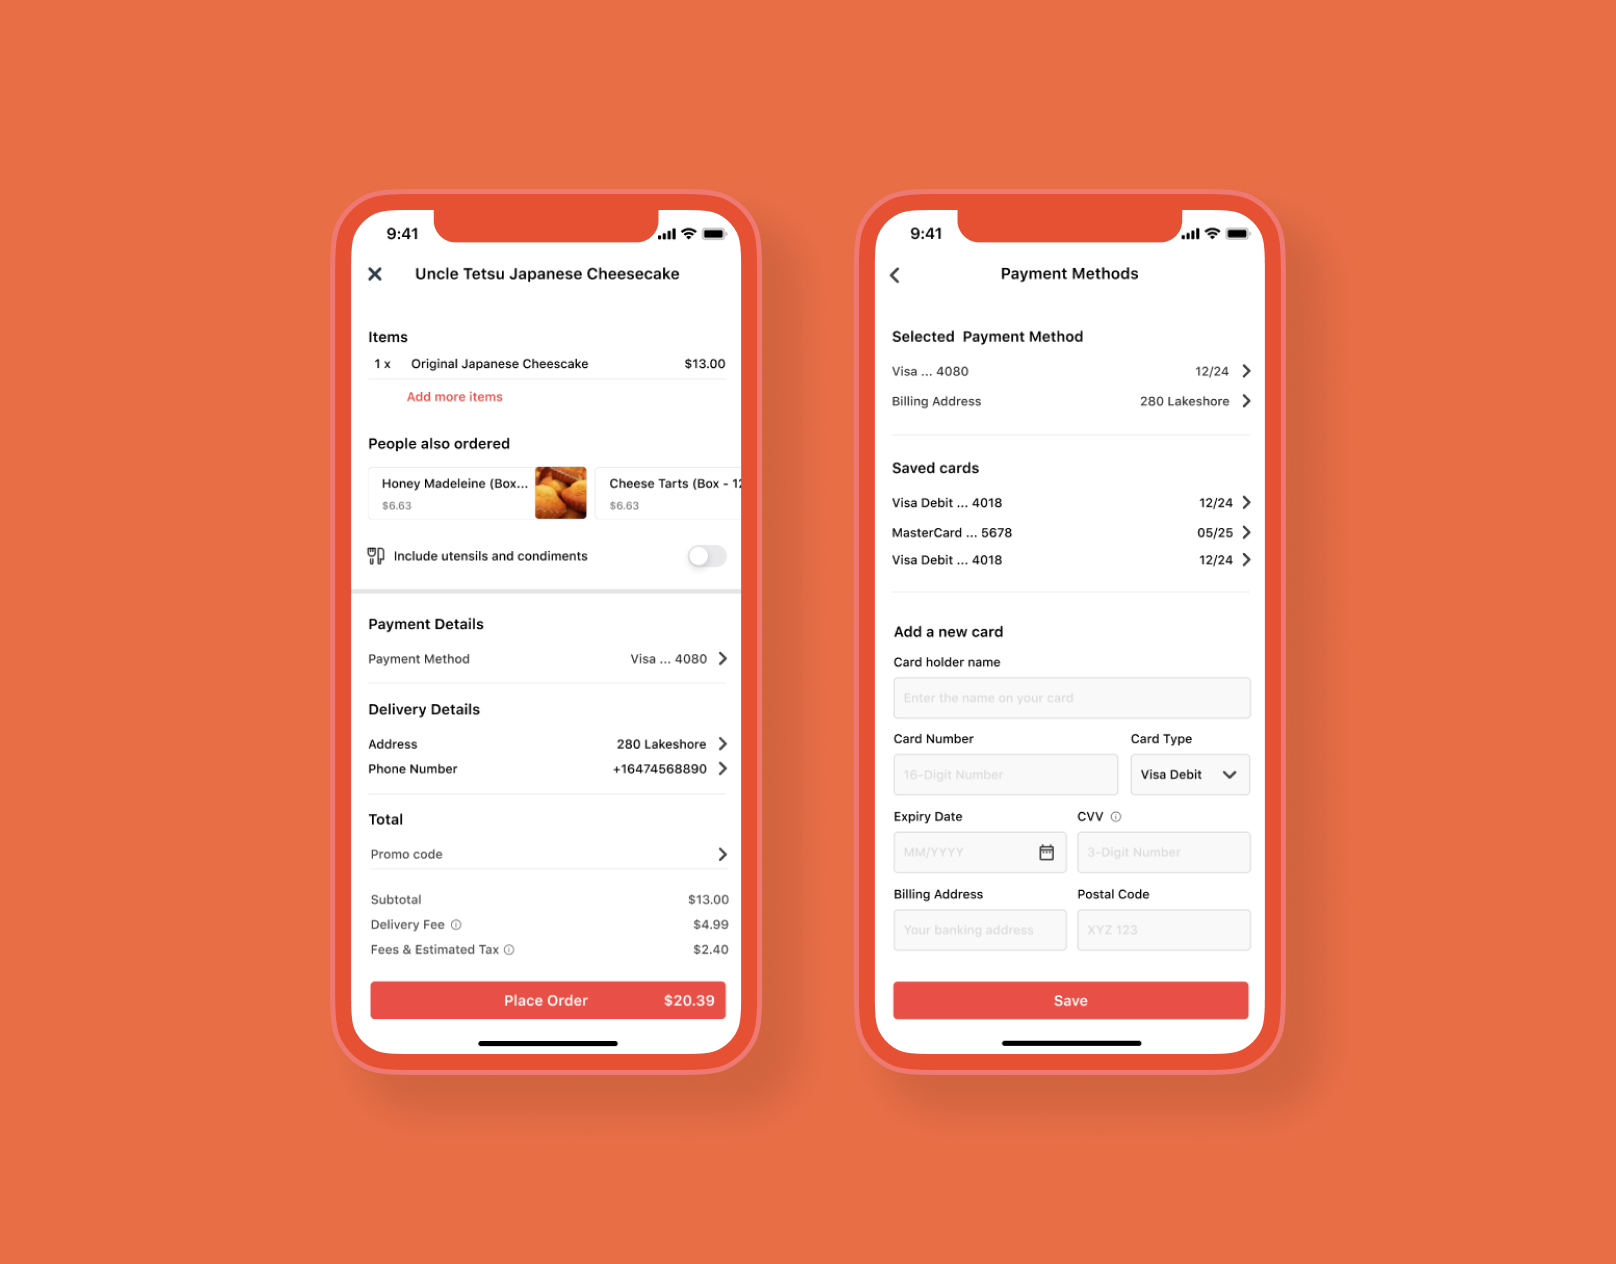 9:41
Uncle Tetsu Japanese Cheesecake
Items
1 x Original Japanese Cheescake $13.00
Add more items
People also ordered
Honey Madeleine (Box...
$6.63
Cheese Tarts (Box - 12
$6.63
Include utensils and condiments
Payment Details
Payment Method Visa ... 4080
Delivery Details
Address 280 Lakeshore
Phone Number +16474568890
Total
Promo code
Subtotal $13.00
Delivery Fee $4.99
Fees & Estimated Tax $2.40
Place Order $20.39
9:41
Payment Methods
Selected Payment Method
Visa ... 4080 12/24
Billing Address 280 Lakeshore
Saved cards
Visa Debit ... 4018 12/24
MasterCard ... 5678 05/25
Visa Debit ... 4018 12/24
Add a new card
Card holder name
Enter the name on your card
Card Number Card Type
16-Digit Number Visa Debit
Expiry Date CVV
MM/YYYY 3-Digit Number
Billing Address Postal Code
Your banking address XYZ 123
Save